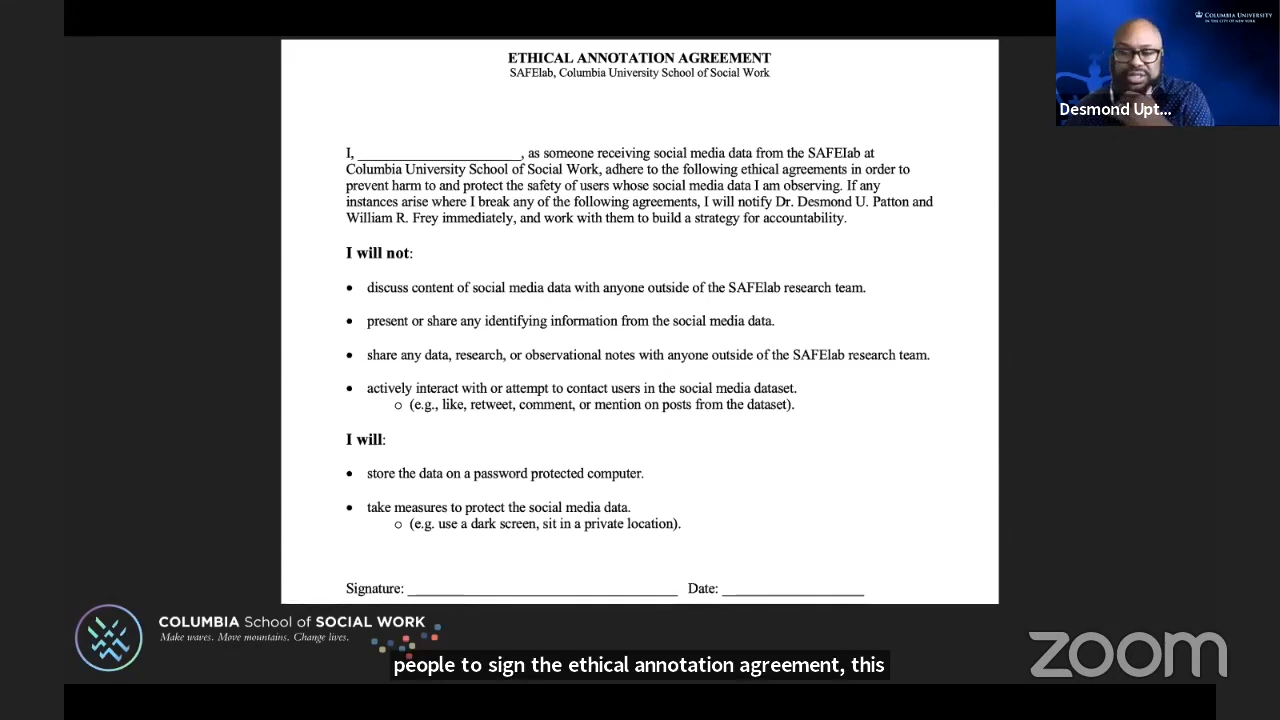 COLUMBIA UNIVERSITY
IN THE CITY OF NEW YORK
Desmond Upt...
ETHICAL ANNOTATION AGREEMENT
SAFElab, Columbia University School of Social Work
I, ______________________, as someone receiving social media data from the SAFElab at
Columbia University School of Social Work, adhere to the following ethical agreements in order to
prevent harm to and protect the safety of users whose social media data I am observing. If any
instances arise where I break any of the following agreements, I will notify Dr. Desmond U. Patton and
William R. Frey immediately, and work with them to build a strategy for accountability.
I will not:
• discuss content of social media data with anyone outside of the SAFElab research team.
• present or share any identifying information from the social media data.
• share any data, research, or observational notes with anyone outside of the SAFElab research team.
• actively interact with or attempt to contact users in the social media dataset.
o (e.g., like, retweet, comment, or mention on posts from the dataset).
I will:
• store the data on a password protected computer.
• take measures to protect the social media data.
o (e.g. use a dark screen, sit in a private location).
Signature: ____________________________________ Date: ___________________
COLUMBIA School of SOCIAL WORK
Make waves. Move mountains. Change lives.
zoom
people to sign the ethical annotation agreement, this